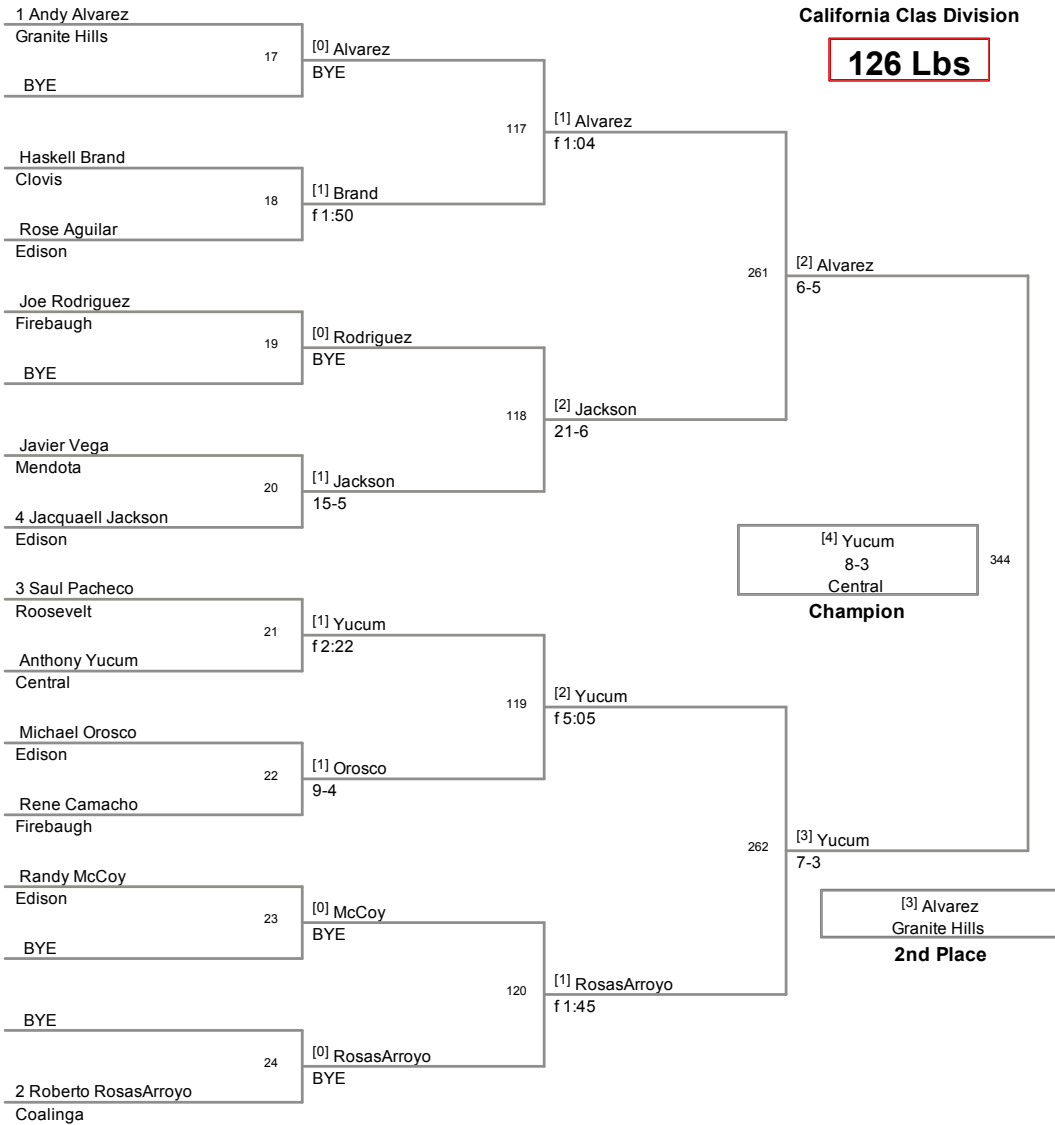 California Clas Division
126 Lbs
1 Andy Alvarez
Granite Hills
17
BYE
[0] Alvarez
BYE
117
Haskell Brand
Clovis
18
Rose Aguilar
Edison
[1] Brand
f 1:50
[1] Alvarez
f 1:04
261
Joe Rodriguez
Firebaugh
19
BYE
[0] Rodriguez
BYE
118
Javier Vega
Mendota
20
4 Jacquaell Jackson
Edison
[1] Jackson
15-5
[2] Jackson
21-6
[2] Alvarez
6-5
[4] Yucum
8-3
Central
Champion
344
3 Saul Pacheco
Roosevelt
21
Anthony Yucum
Central
[1] Yucum
f 2:22
119
Michael Orosco
Edison
22
Rene Camacho
Firebaugh
[1] Orosco
9-4
[2] Yucum
f 5:05
262
Randy McCoy
Edison
23
BYE
[0] McCoy
BYE
120
BYE
24
2 Roberto RosasArroyo
Coalinga
[0] RosasArroyo
BYE
[1] RosasArroyo
f 1:45
[3] Yucum
7-3
[3] Alvarez
Granite Hills
2nd Place